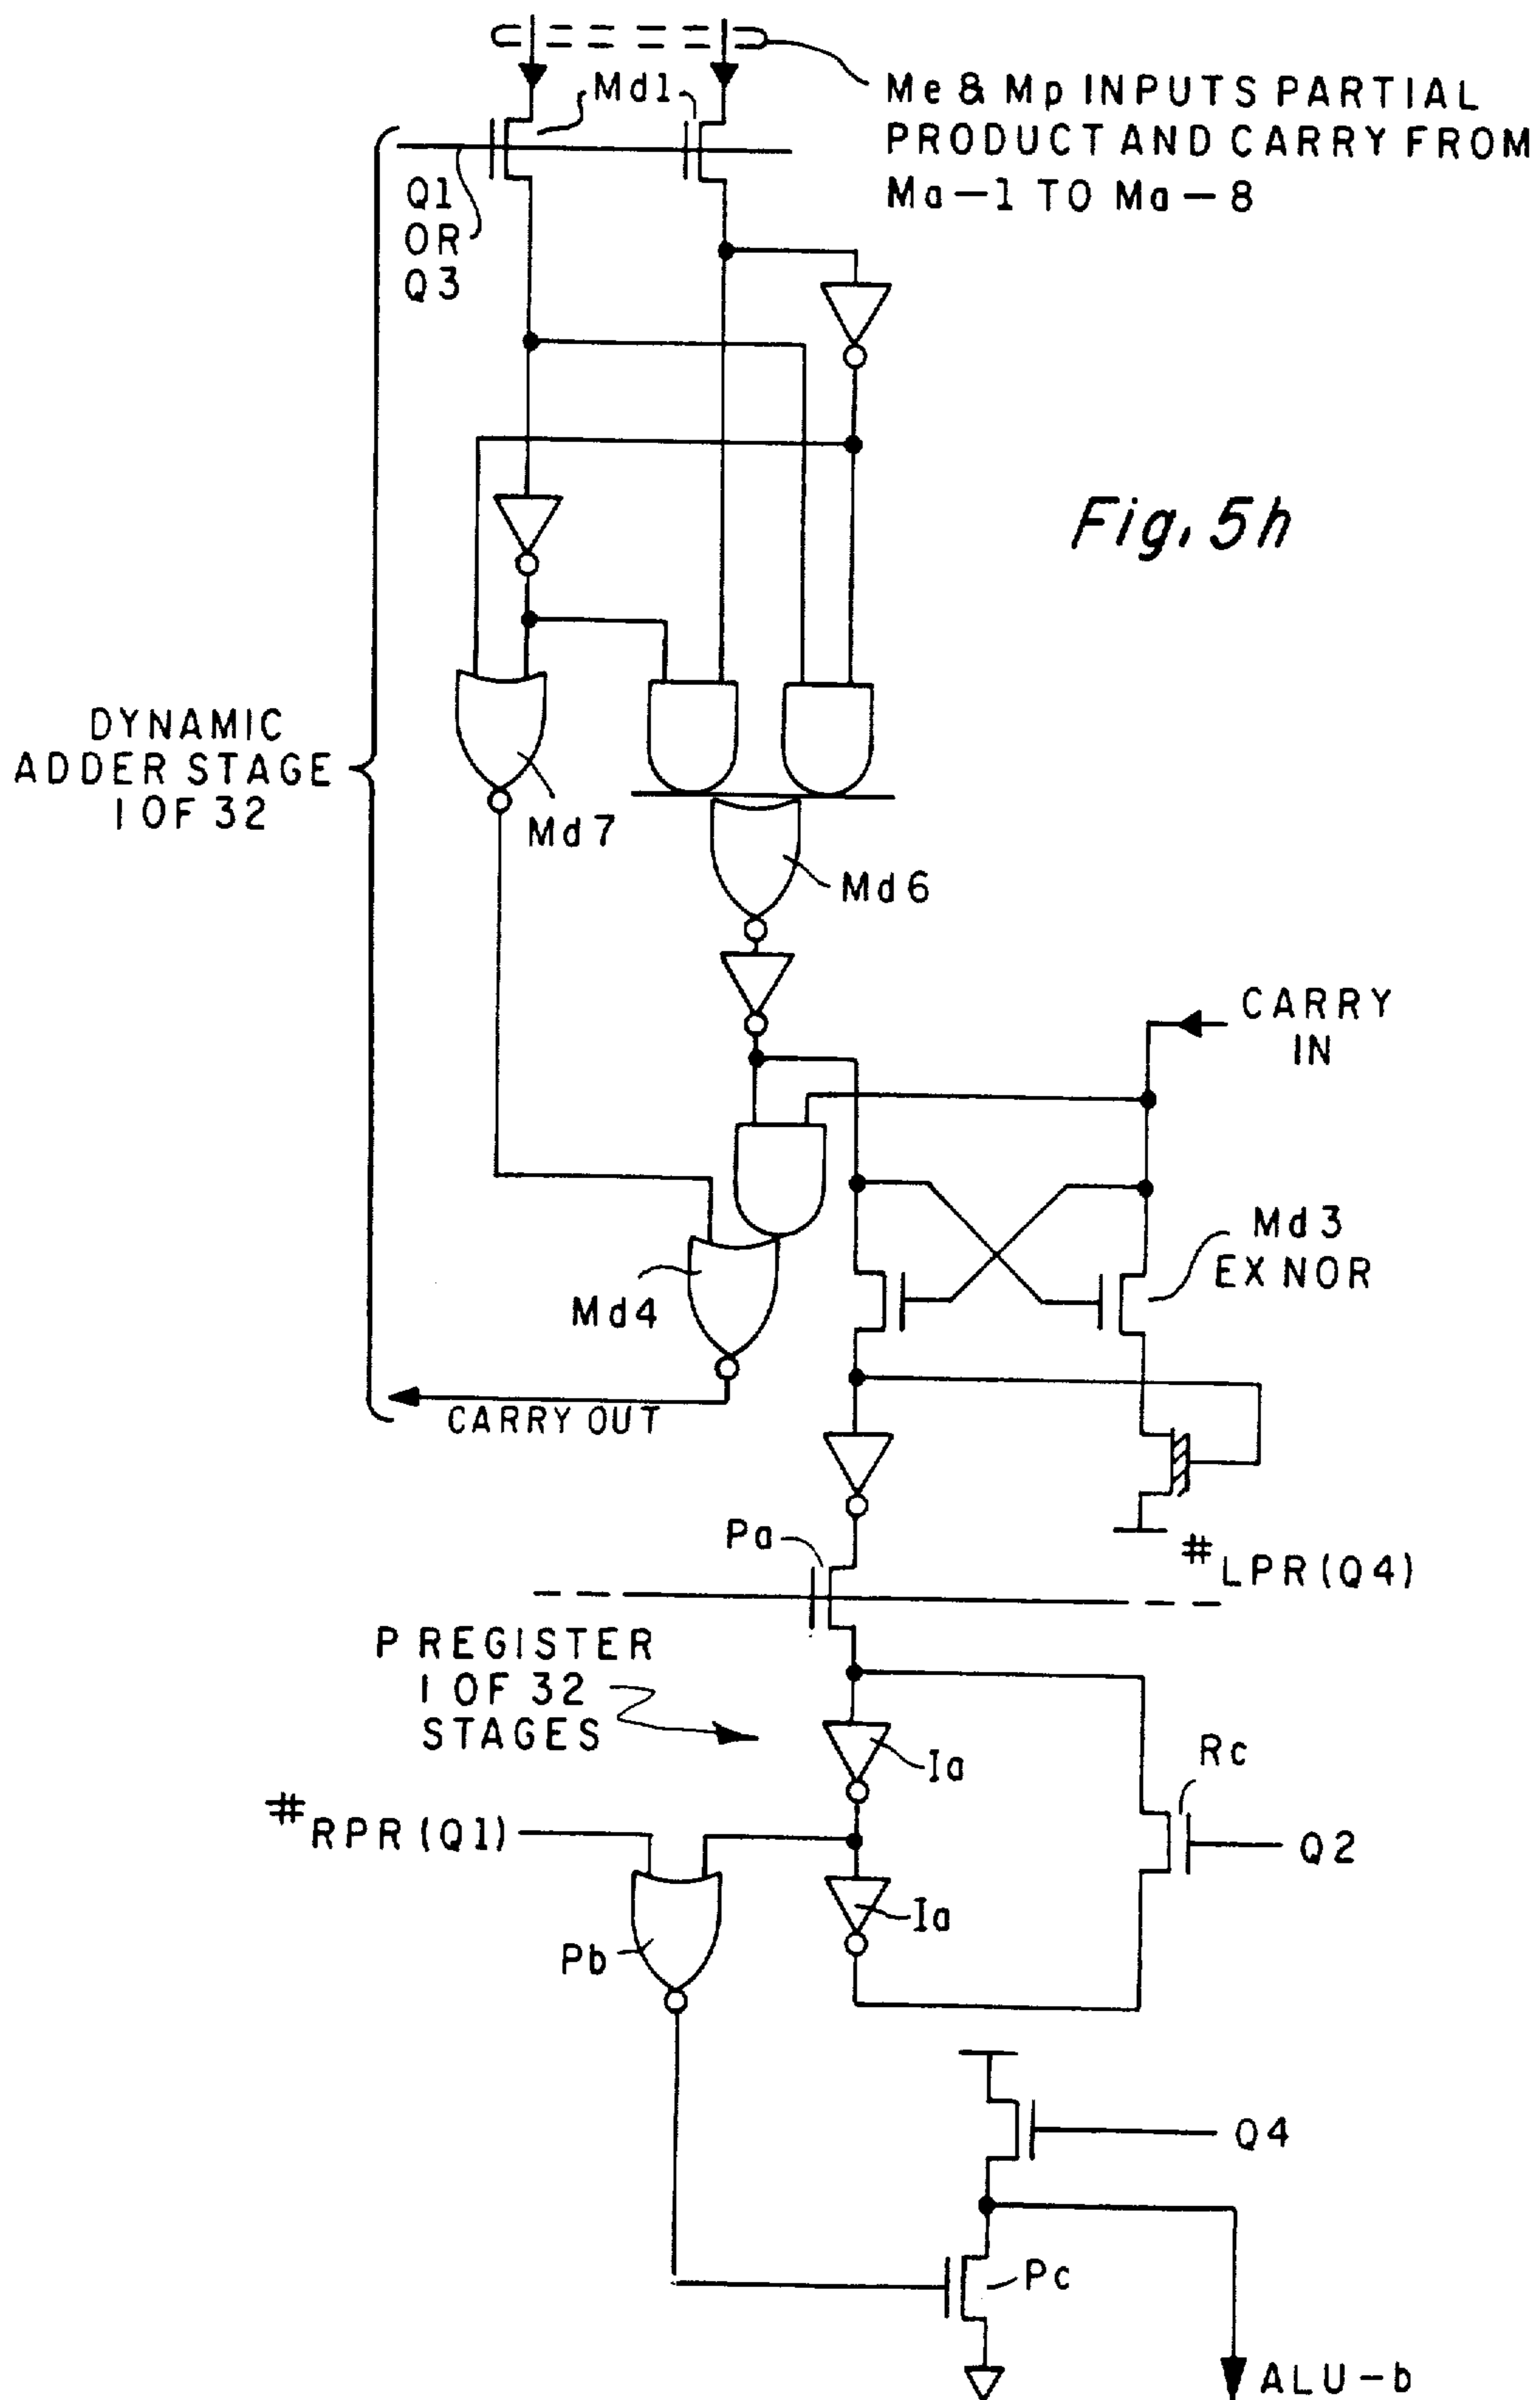 Md1
Me & Mp INPUTS PARTIAL
PRODUCT AND CARRY FROM
Ma-1 TO Ma-8
Q1
OR
Q3
Fig. 5h
DYNAMIC
ADDER STAGE
1 OF 32
Md7
Md6
CARRY
IN
Md3
EX NOR
Md4
CARRY OUT
Pa
#LPR(Q4)
P REGISTER
1 OF 32
STAGES
Ia
Rc
#RPR(Q1)
Q2
Ia
Pb
Q4
Pc
ALU-b